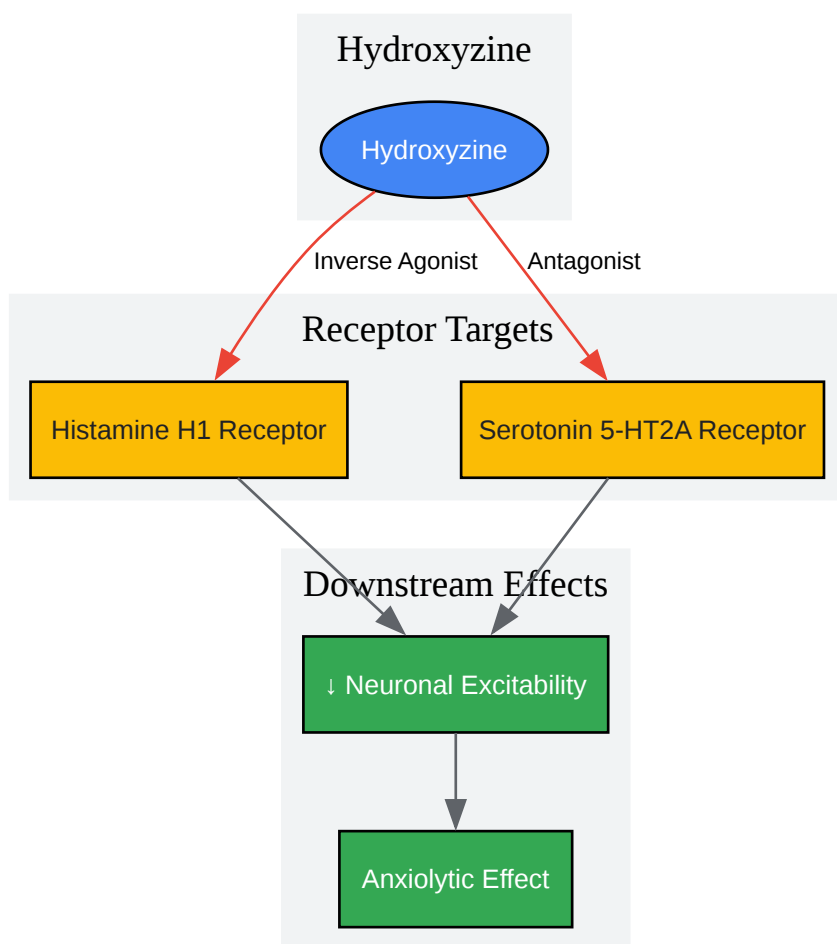 Hydroxyzine
Hydroxyzine
Inverse Agonist
Antagonist
Receptor Targets
Histamine H1 Receptor
Serotonin 5-HT2A Receptor
Downstream Effects
↓ Neuronal Excitability
Anxiolytic Effect